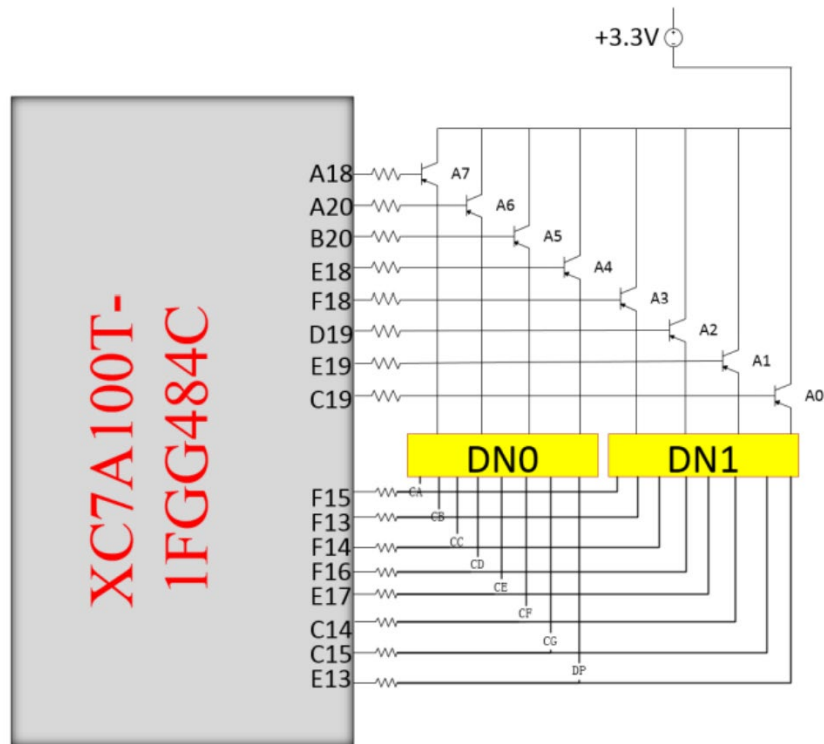 +3.3V
XC7A100T-
1FGG484C
A18
A7
A20
A6
B20
A5
E18
A4
F18
A3
D19
A2
E19
A1
C19
A0
DN0
DN1
F15
CA
F13
CB
F14
CC
F16
CD
E17
CE
C14
CF
C15
CG
E13
DP